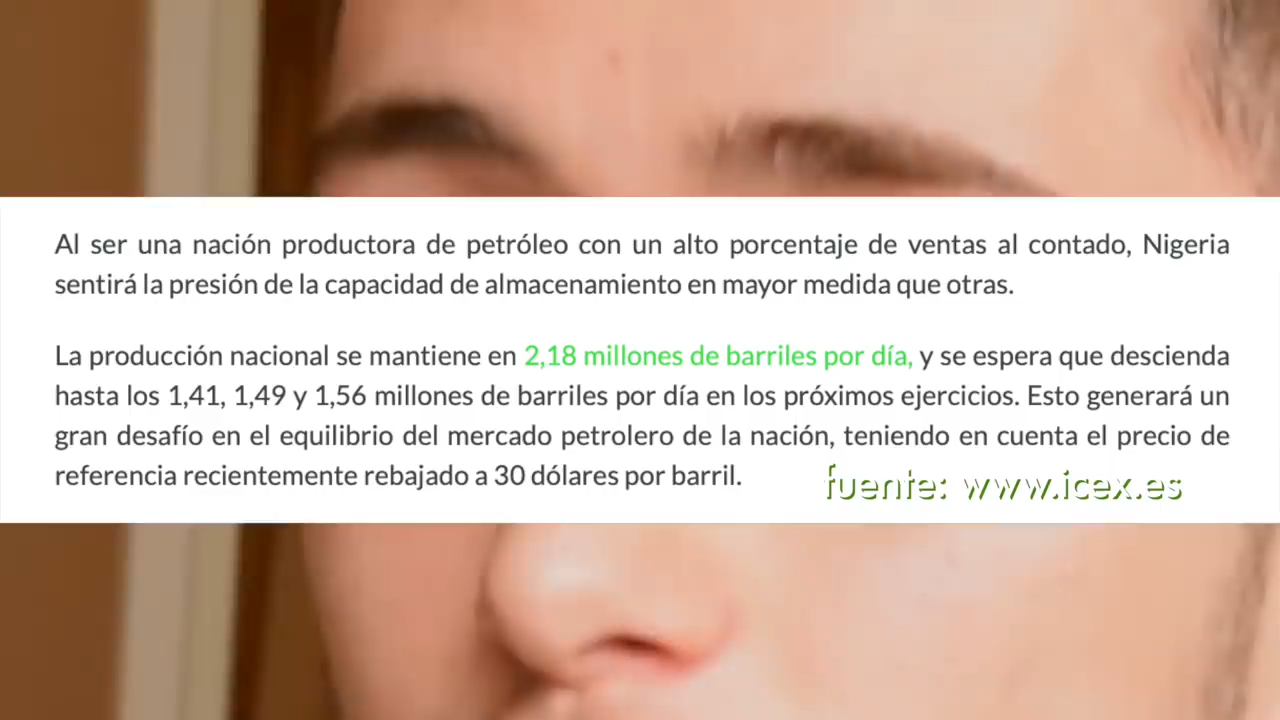 Al ser una nación productora de petróleo con un alto porcentaje de ventas al contado, Nigeria
sentirá la presión de la capacidad de almacenamiento en mayor medida que otras.
La producción nacional se mantiene en 2,18 millones de barriles por día, y se espera que descienda
hasta los 1,41, 1,49 y 1,56 millones de barriles por día en los próximos ejercicios. Esto generará un
gran desafío en el equilibrio del mercado petrolero de la nación, teniendo en cuenta el precio de
referencia recientemente rebajado a 30 dólares por barril.
fuente: www.icex.es